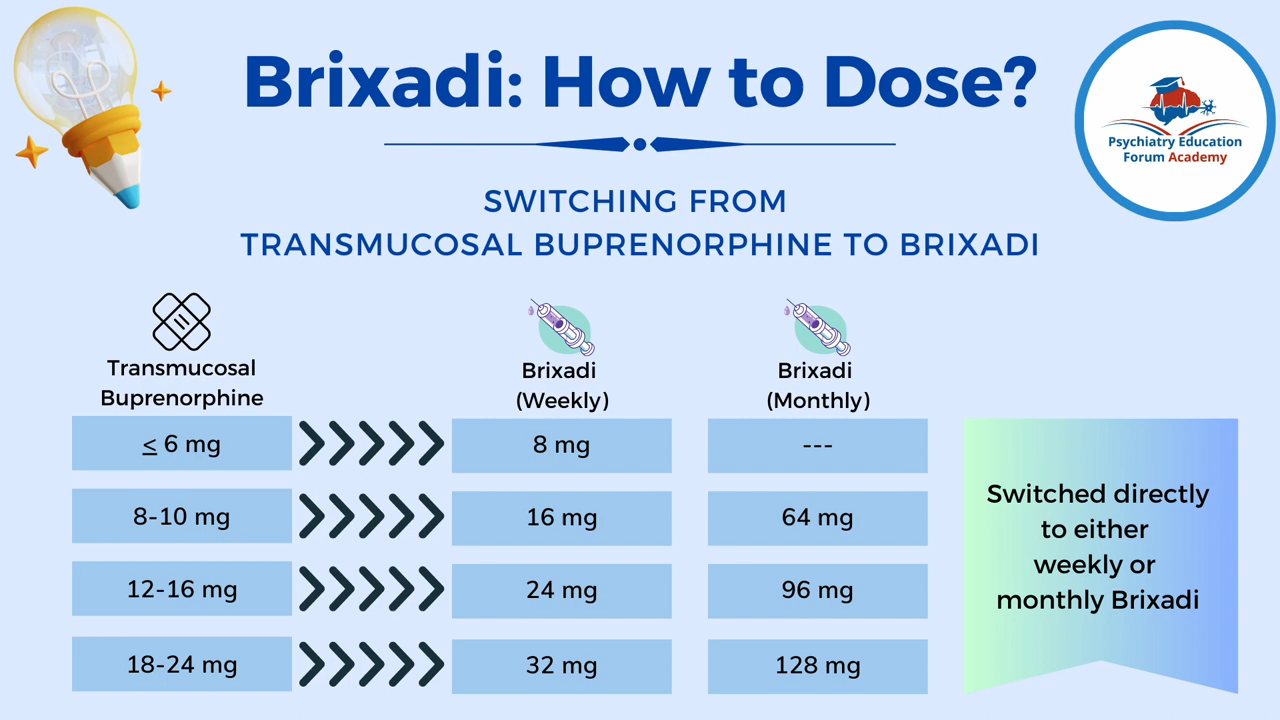 Brixadi: How to Dose?
Psychiatry Education
Forum Academy
SWITCHING FROM
TRANSMUCOSAL BUPRENORPHINE TO BRIXADI
Transmucosal
Buprenorphine
Brixadi
(Weekly)
Brixadi
(Monthly)
≤ 6 mg
8 mg
---
8-10 mg
16 mg
64 mg
12-16 mg
24 mg
96 mg
18-24 mg
32 mg
128 mg
Switched directly
to either
weekly or
monthly Brixadi